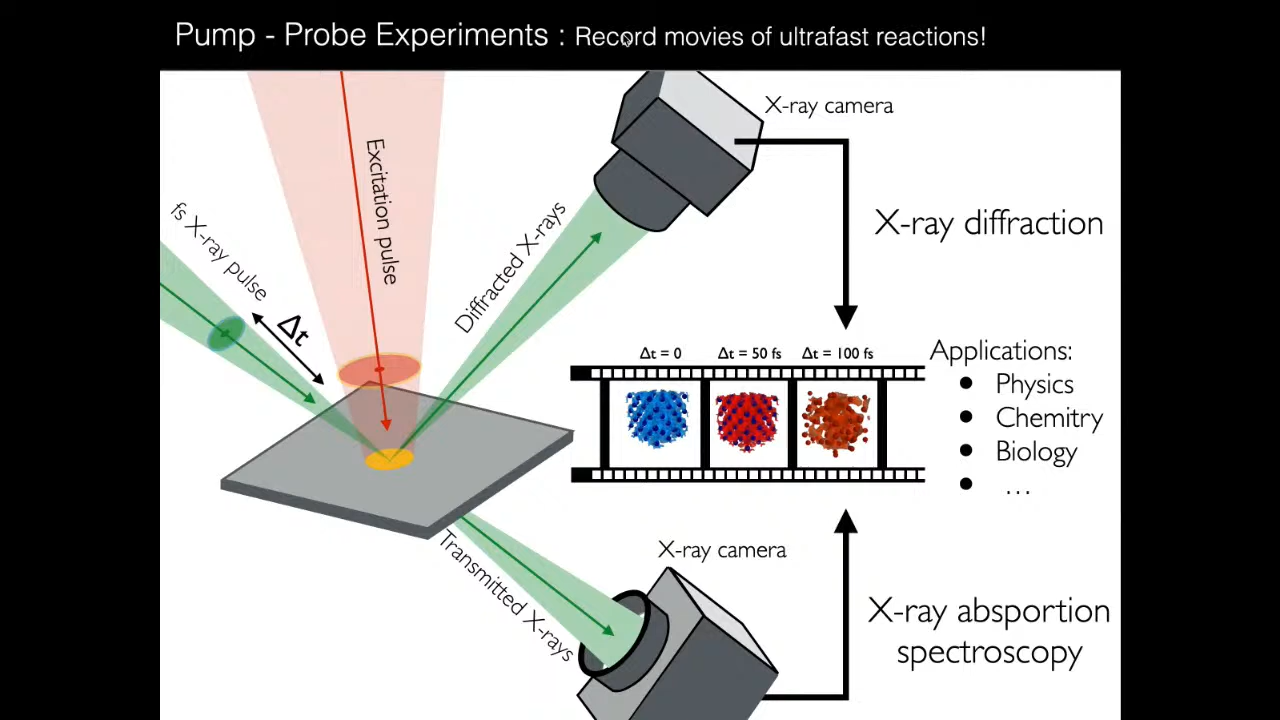 Pump - Probe Experiments : Record movies of ultrafast reactions!
X-ray camera
Excitation pulse
fs X-ray pulse
Δt
Diffracted X-rays
X-ray diffraction
Δt = 0
Δt = 50 fs
Δt = 100 fs
Applications:
● Physics
● Chemistry
● Biology
● ...
Transmitted X-rays
X-ray camera
X-ray absportion
spectroscopy